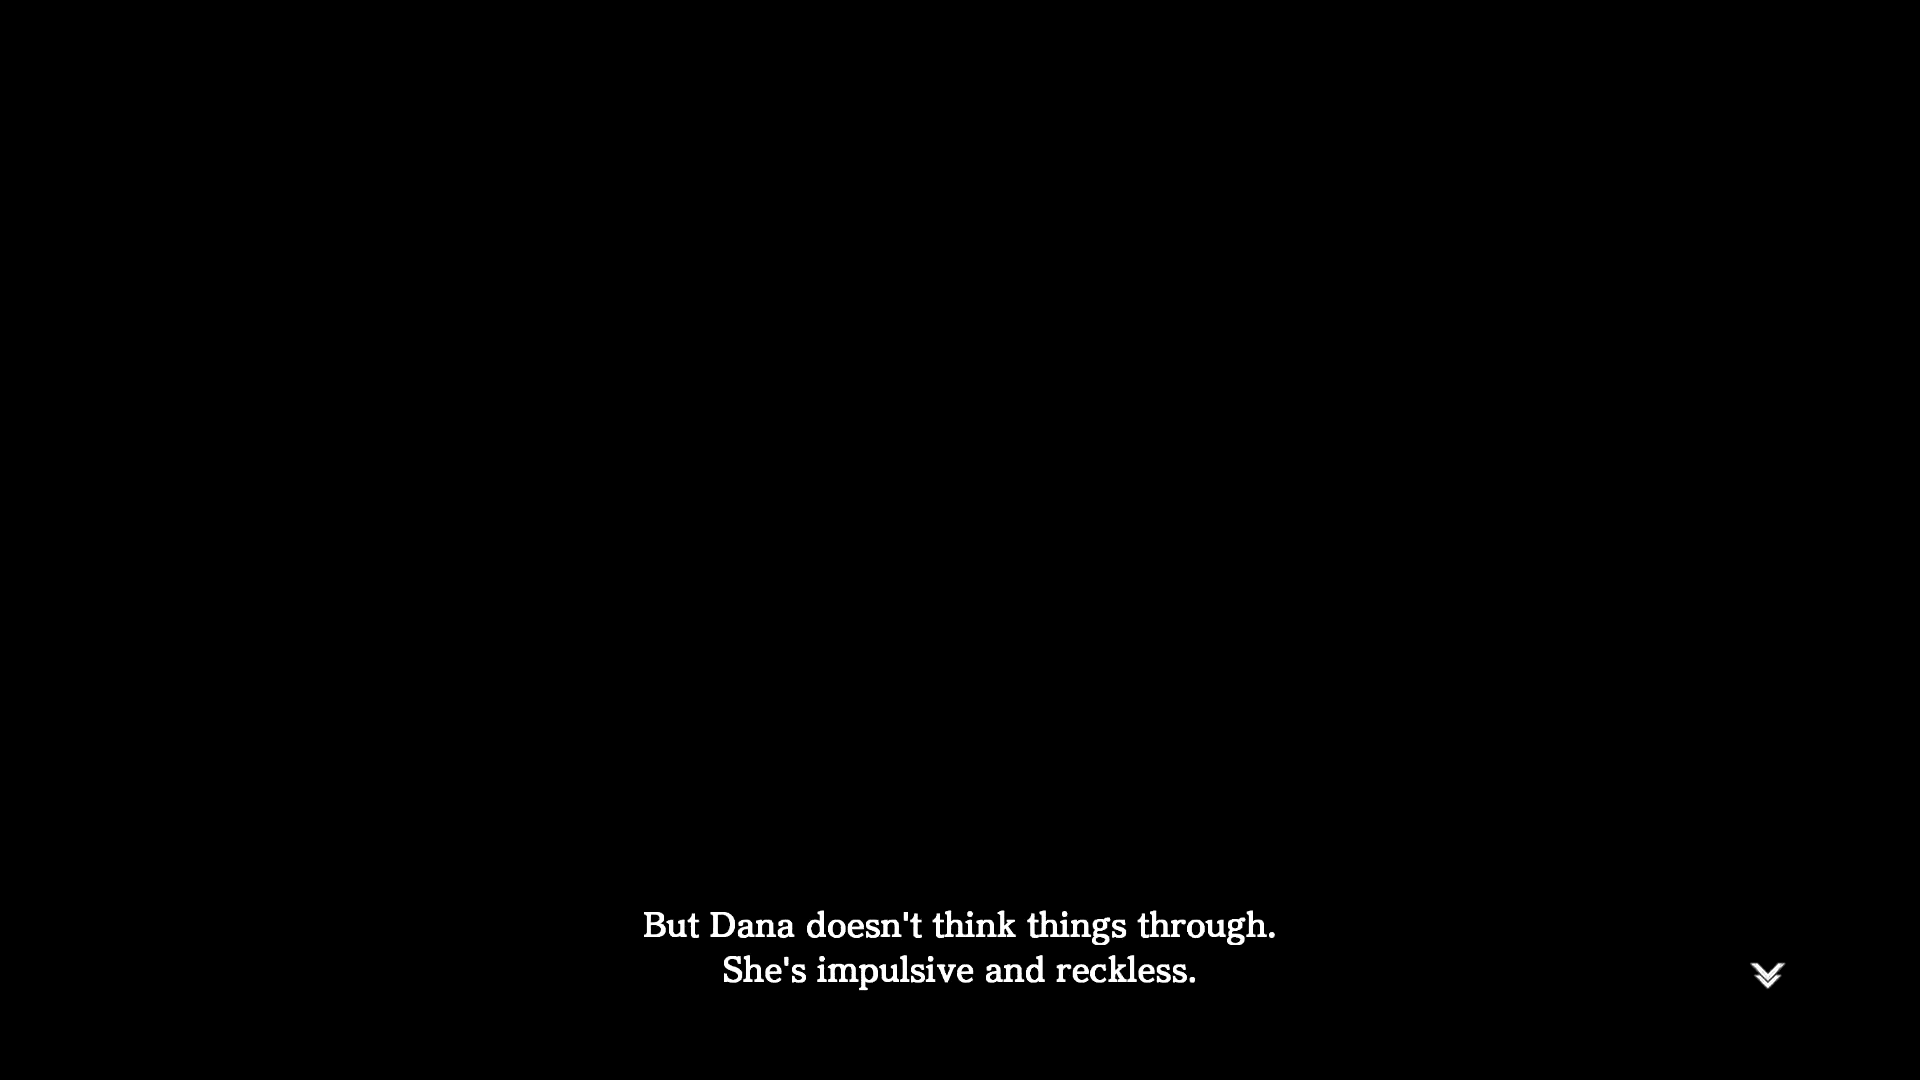 But Dana doesn't think things through.
She's impulsive and reckless.